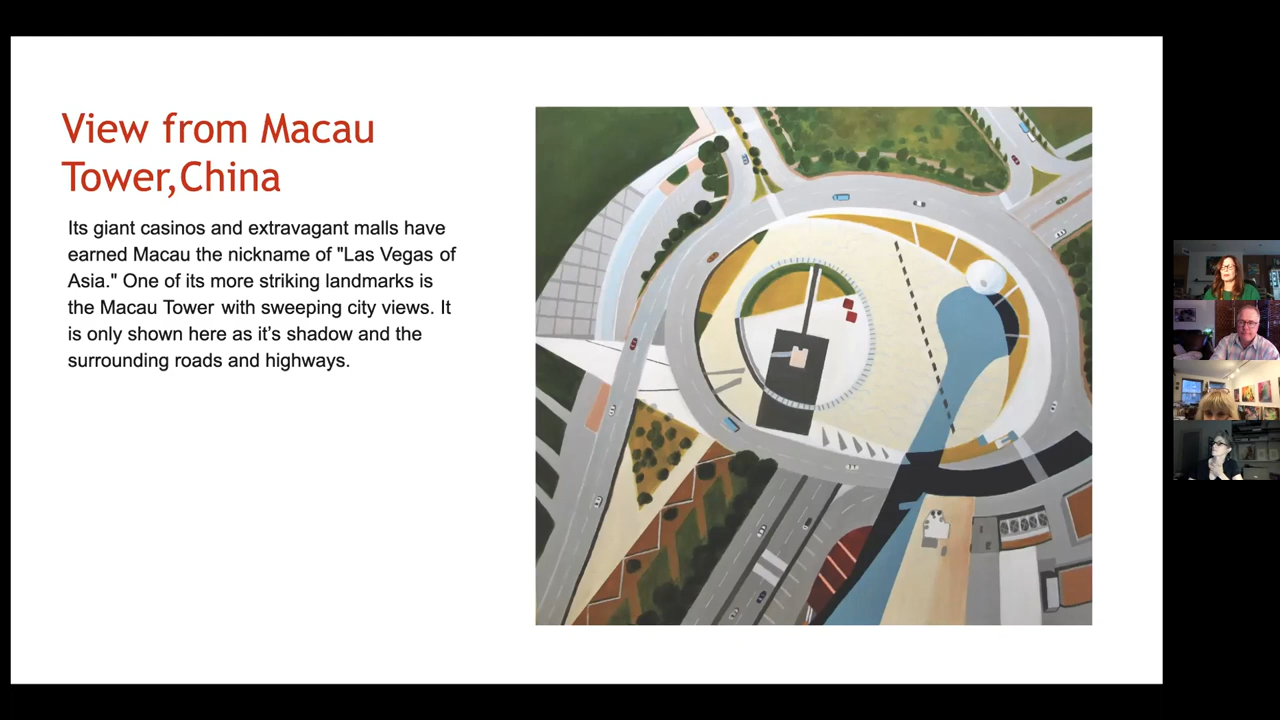 View from Macau
Tower,China
Its giant casinos and extravagant malls have
earned Macau the nickname of "Las Vegas of
Asia." One of its more striking landmarks is
the Macau Tower with sweeping city views. It
is only shown here as it’s shadow and the
surrounding roads and highways.